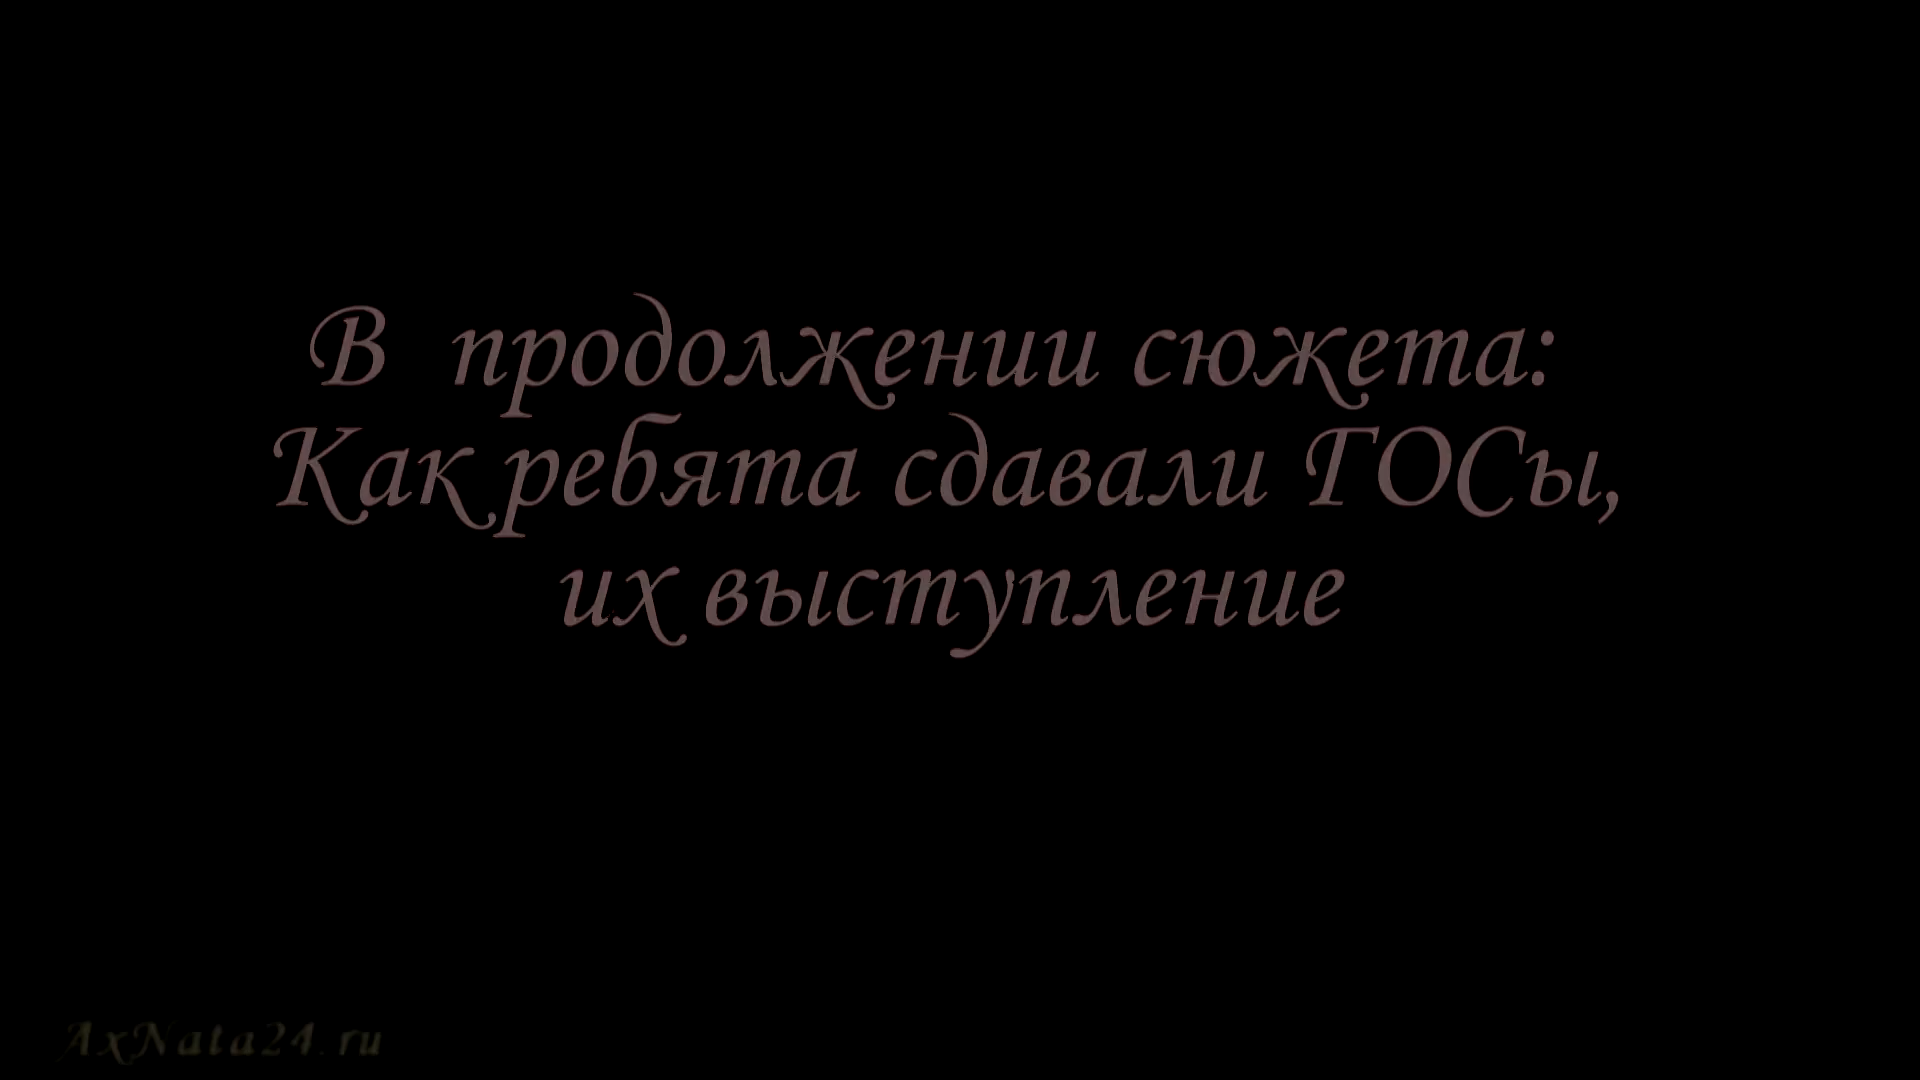 В продолжении сюжета:
Как ребята сдавали ГОСы,
их выступление
AxNata24.ru